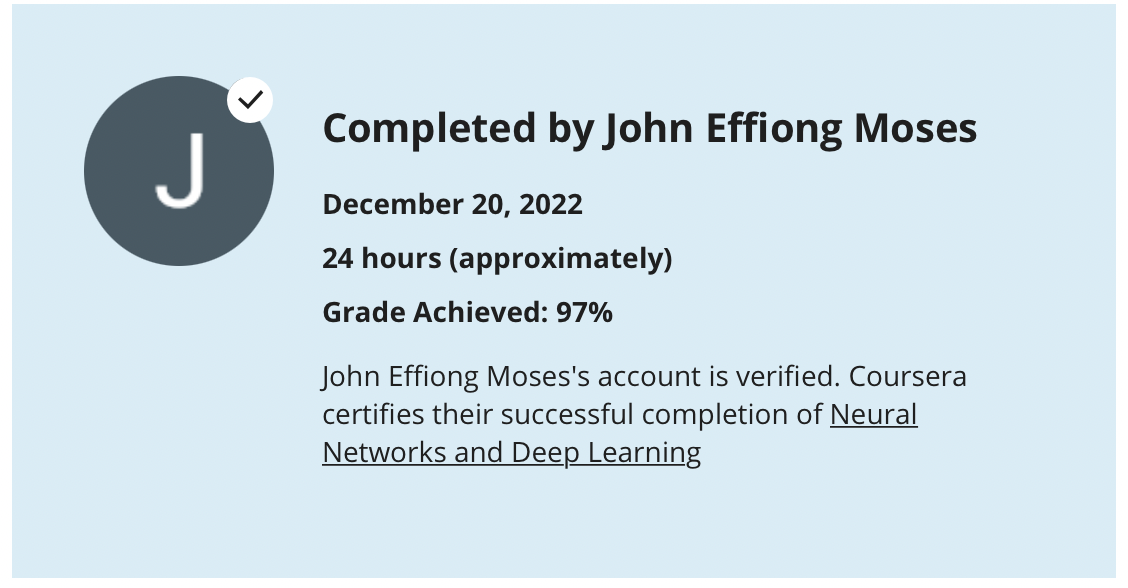 J
Completed by John Effiong Moses
December 20, 2022
24 hours (approximately)
Grade Achieved: 97%
John Effiong Moses's account is verified. Coursera
certifies their successful completion of Neural
Networks and Deep Learning